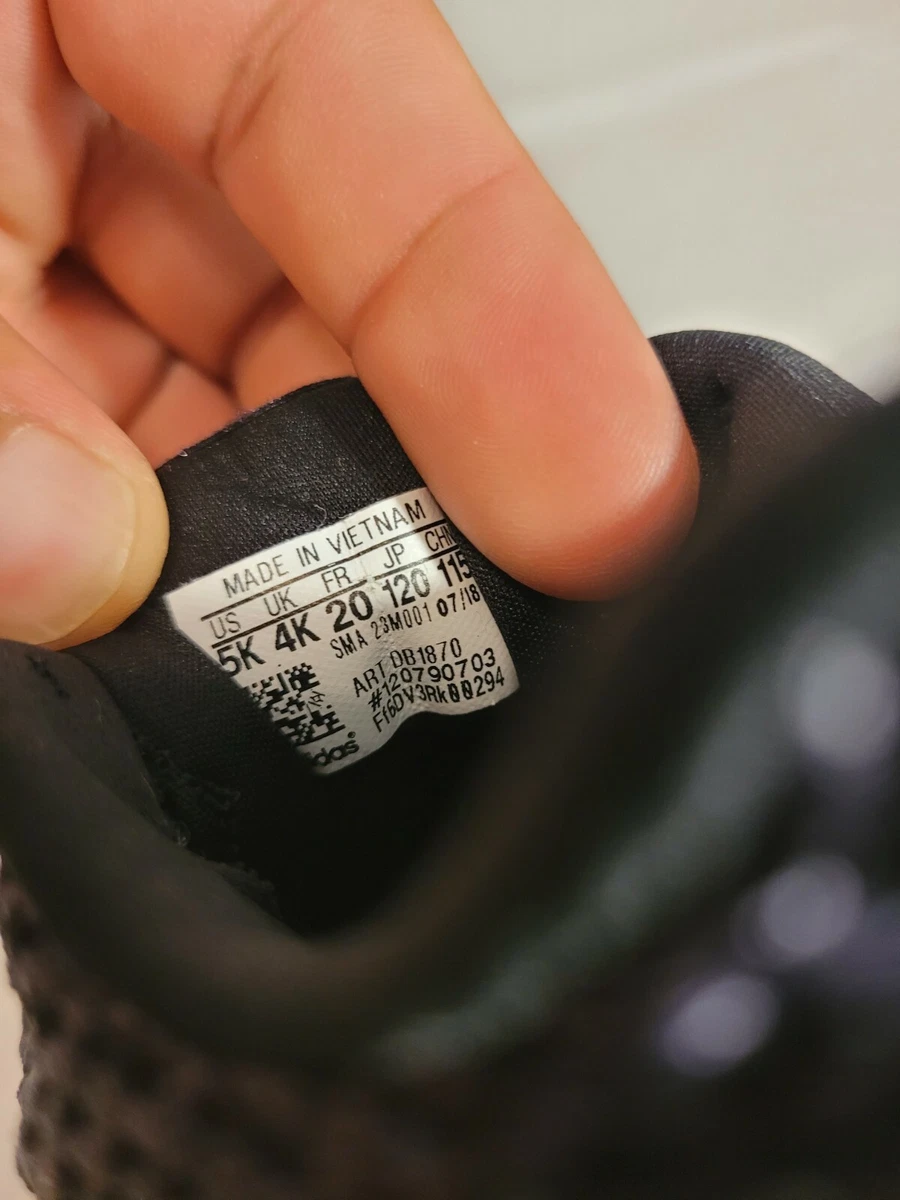 MADE IN VIETNAM
US UK FR JP CHN
5K 4K 20 120 115
SMA 23M001 07/18
ART DB1870
#120790703
Ff6DV3Rk00294
adidas®